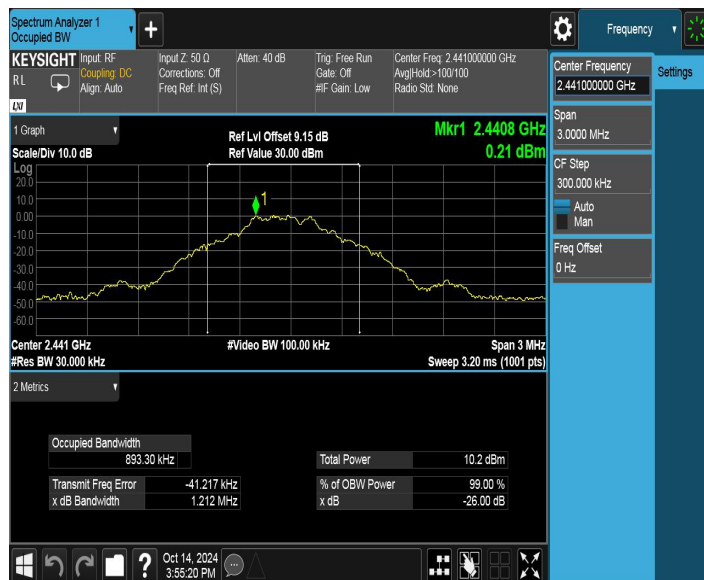 Spectrum Analyzer 1
Occupied BW
+
Frequency
KEYSIGHT
RL
LXI
Input: RF
Coupling: DC
Align: Auto
Input Z: 50 Ω
Corrections: Off
Freq Ref: Int (S)
Atten: 40 dB
Trig: Free Run
Gate: Off
#IF Gain: Low
Center Freq: 2.441000000 GHz
Avg|Hold:>100/100
Radio Std: None
Center Frequency
2.441000000 GHz
Settings
Span
3.0000 MHz
CF Step
300.000 kHz
Auto
Man
Freq Offset
0 Hz
1 Graph
Scale/Div 10.0 dB
Ref Lvl Offset 9.15 dB
Ref Value 30.00 dBm
Mkr1 2.4408 GHz
0.21 dBm
Log
20.0
10.0
0.00
-10.0
-20.0
-30.0
-40.0
-50.0
-60.0
1
Center 2.441 GHz
#Video BW 100.00 kHz
Span 3 MHz
#Res BW 30.000 kHz
Sweep 3.20 ms (1001 pts)
2 Metrics
Occupied Bandwidth
893.30 kHz
Total Power 10.2 dBm
Transmit Freq Error -41.217 kHz
% of OBW Power 99.00 %
x dB Bandwidth 1.212 MHz
x dB -26.00 dB
?
Oct 14, 2024
3:55:20 PM